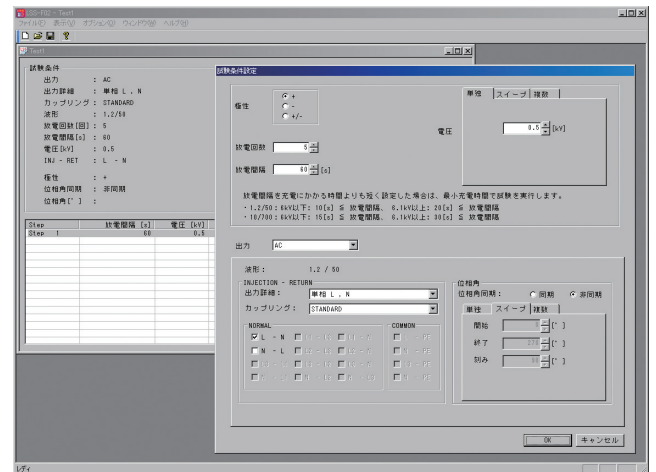 LSS-F02 - Test1
ファイル(F) 表示(V) オプション(O) ウィンドウ(W) ヘルプ(H)
Test1
試験条件
出力 : AC
出力詳細 : 単相 L , N
カップリング : STANDARD
波形 : 1.2/50
放電回数[回] : 5
放電間隔[s] : 60
電圧[kV] : 0.5
INJ - RET : L - N
極性 : +
位相角同期 : 非同期
位相角[° ] :
Step 放電間隔 [s] 電圧 [kV]
Step 1 60 0.5
試験条件設定
極性
+
-
+/-
放電回数 5
放電間隔 60 [s]
単独 スイープ 複数
電圧 0.5 [kV]
放電間隔を充電にかかる時間よりも短く設定した場合は、最小充電時間で試験を実行します。
・1.2/50 : 6kV以下: 10[s] ≦ 放電間隔、 6.1kV以上: 20[s] ≦ 放電間隔
・10/700 : 6kV以下: 15[s] ≦ 放電間隔、 6.1kV以上: 30[s] ≦ 放電間隔
出力 AC
波形 : 1.2 / 50
INJECTION - RETURN
出力詳細 : 単相 L , N
カップリング : STANDARD
NORMAL
L - N
N - L
COMMON
位相角
位相角同期 : 同期 非同期
単独 スイープ 複数
開始 [° ]
終了 [° ]
刻み [° ]
OK キャンセル
レディ